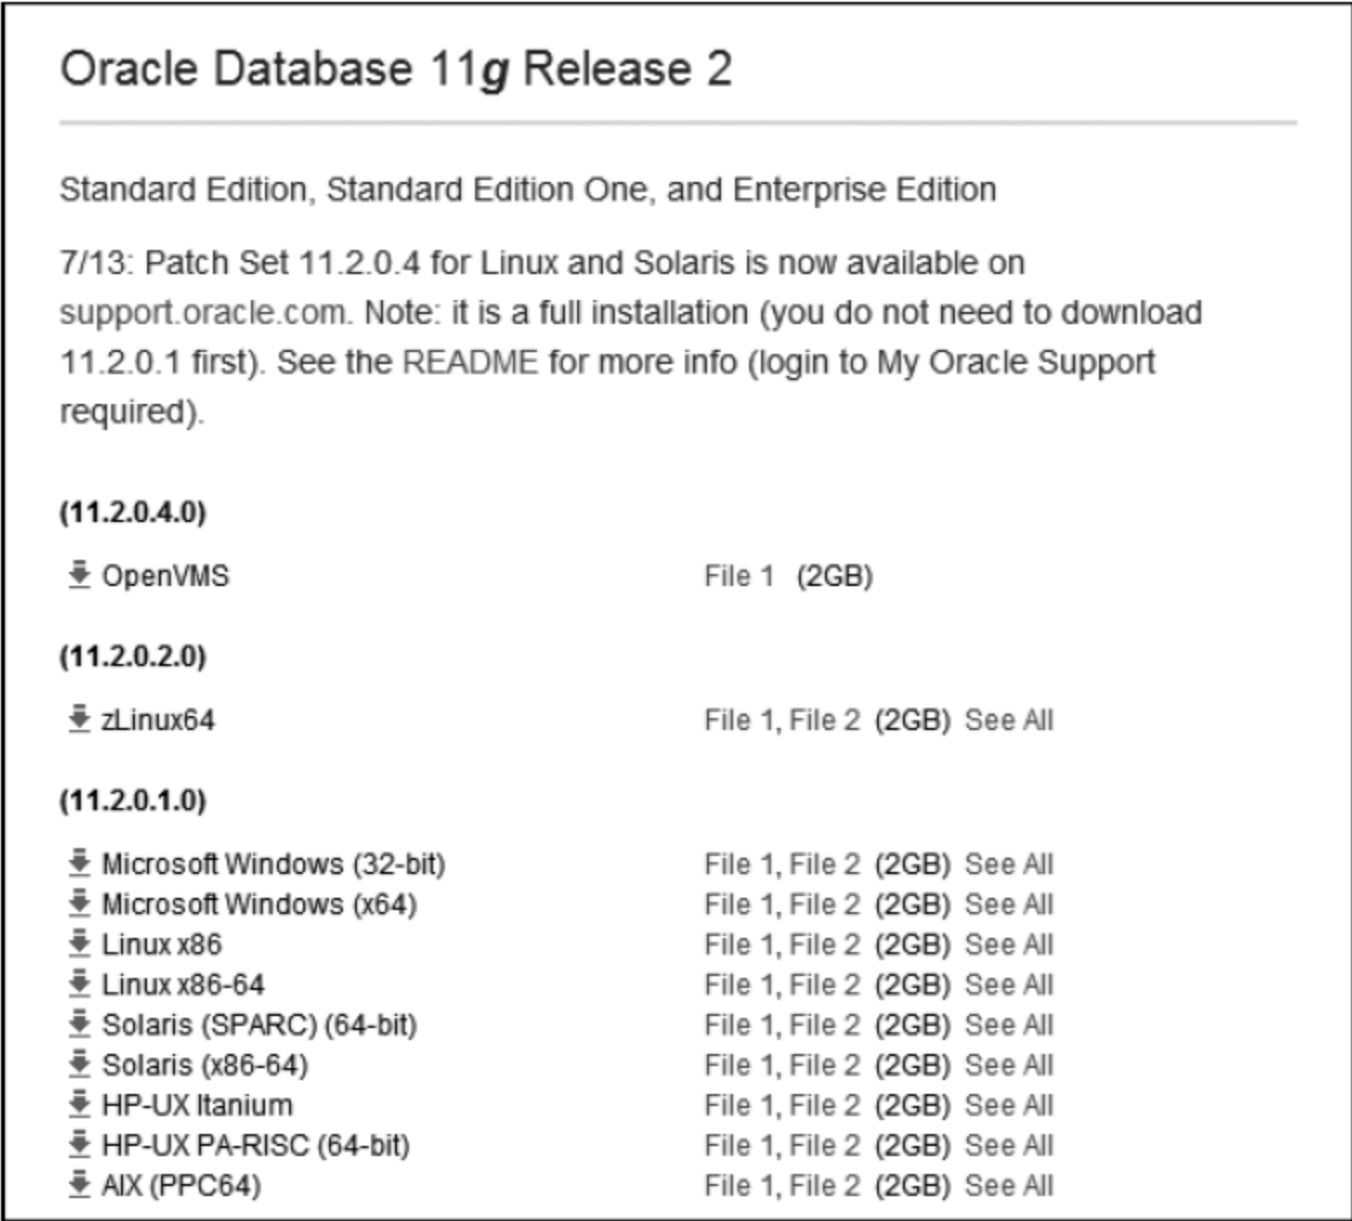 Oracle Database 11g Release 2
Standard Edition, Standard Edition One, and Enterprise Edition
7/13: Patch Set 11.2.0.4 for Linux and Solaris is now available on
support.oracle.com. Note: it is a full installation (you do not need to download
11.2.0.1 first). See the README for more info (login to My Oracle Support
required).
(11.2.0.4.0)
OpenVMS File 1 (2GB)
(11.2.0.2.0)
zLinux64 File 1, File 2 (2GB) See All
(11.2.0.1.0)
Microsoft Windows (32-bit) File 1, File 2 (2GB) See All
Microsoft Windows (x64) File 1, File 2 (2GB) See All
Linux x86 File 1, File 2 (2GB) See All
Linux x86-64 File 1, File 2 (2GB) See All
Solaris (SPARC) (64-bit) File 1, File 2 (2GB) See All
Solaris (x86-64) File 1, File 2 (2GB) See All
HP-UX Itanium File 1, File 2 (2GB) See All
HP-UX PA-RISC (64-bit) File 1, File 2 (2GB) See All
AIX (PPC64) File 1, File 2 (2GB) See All